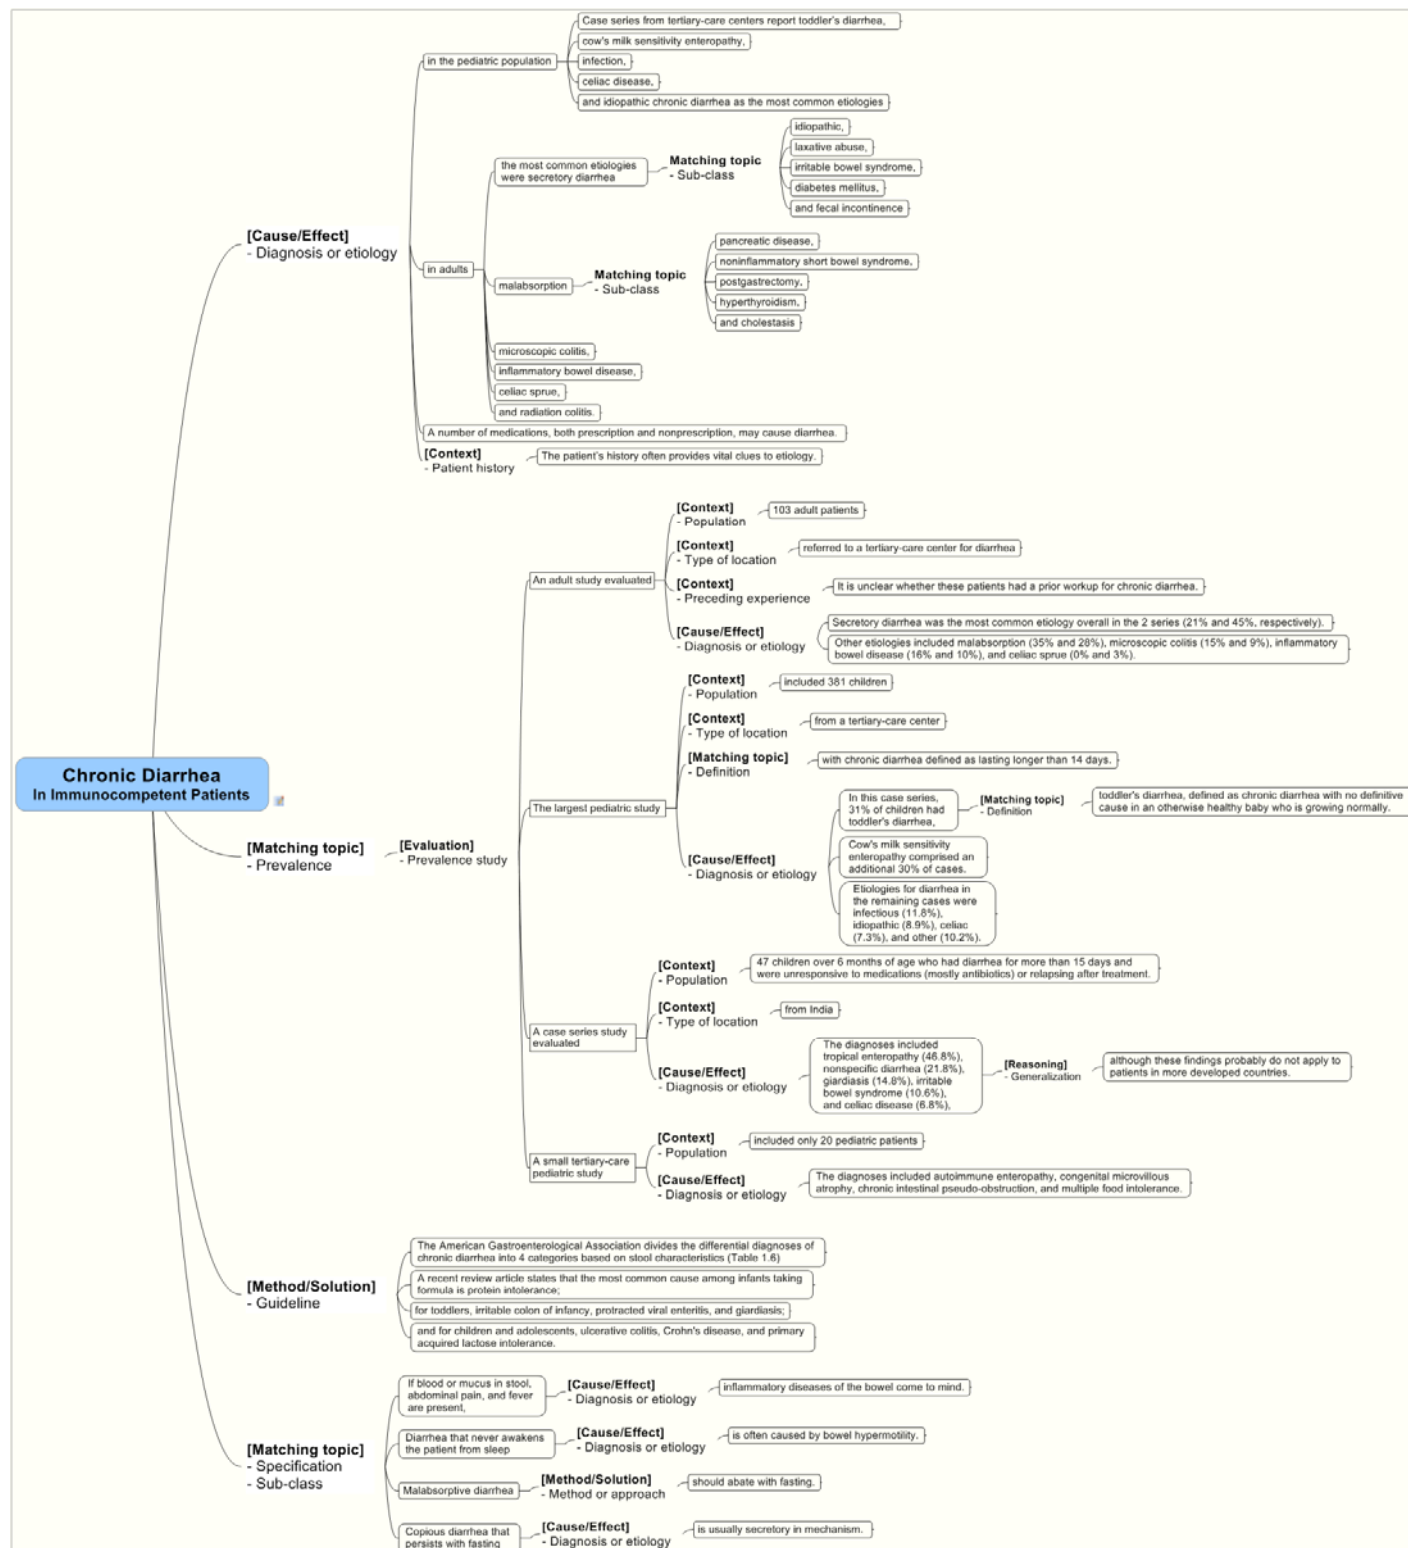 Case series from tertiary-care centers report toddler's diarrhea,
cow's milk sensitivity enteropathy,
in the pediatric population
infection,
celiac disease,
and idiopathic chronic diarrhea as the most common etiologies
idiopathic,
laxative abuse,
the most common etiologies
were secretory diarrhea
Matching topic
- Sub-class
irritable bowel syndrome,
diabetes mellitus,
and fecal incontinence
[Cause/Effect]
- Diagnosis or etiology
in adults
pancreatic disease,
noninflammatory short bowel syndrome,
malabsorption
Matching topic
- Sub-class
postgastrectomy,
hyperthyroidism,
and cholestasis
microscopic colitis,
inflammatory bowel disease,
celiac sprue,
and radiation colitis.
A number of medications, both prescription and nonprescription, may cause diarrhea.
[Context]
- Patient history
The patient's history often provides vital clues to etiology.
Chronic Diarrhea
In Immunocompetent Patients
[Matching topic]
- Prevalence
[Evaluation]
- Prevalence study
An adult study evaluated
[Context]
- Population
103 adult patients
[Context]
- Type of location
referred to a tertiary-care center for diarrhea
[Context]
- Preceding experience
It is unclear whether these patients had a prior workup for chronic diarrhea.
[Cause/Effect]
- Diagnosis or etiology
Secretory diarrhea was the most common etiology overall in the 2 series (21% and 45%, respectively).
Other etiologies included malabsorption (35% and 28%), microscopic colitis (15% and 9%), inflammatory
bowel disease (16% and 10%), and celiac sprue (0% and 3%).
The largest pediatric study
[Context]
- Population
included 381 children
[Context]
- Type of location
from a tertiary-care center
[Matching topic]
- Definition
with chronic diarrhea defined as lasting longer than 14 days.
[Cause/Effect]
- Diagnosis or etiology
In this case series,
31% of children had
toddler's diarrhea,
[Matching topic]
- Definition
toddler's diarrhea, defined as chronic diarrhea with no definitive
cause in an otherwise healthy baby who is growing normally.
Cow's milk sensitivity
enteropathy comprised an
additional 30% of cases.
Etiologies for diarrhea in
the remaining cases were
infectious (11.8%),
idiopathic (8.9%), celiac
(7.3%), and other (10.2%).
A case series study
evaluated
[Context]
- Population
47 children over 6 months of age who had diarrhea for more than 15 days and
were unresponsive to medications (mostly antibiotics) or relapsing after treatment.
[Context]
- Type of location
from India
[Cause/Effect]
- Diagnosis or etiology
The diagnoses included
tropical enteropathy (46.8%),
nonspecific diarrhea (21.8%),
giardiasis (14.8%), irritable
bowel syndrome (10.6%),
and celiac disease (6.8%),
[Reasoning]
- Generalization
although these findings probably do not apply to
patients in more developed countries.
A small tertiary-care
pediatric study
[Context]
- Population
included only 20 pediatric patients
[Cause/Effect]
- Diagnosis or etiology
The diagnoses included autoimmune enteropathy, congenital microvillous
atrophy, chronic intestinal pseudo-obstruction, and multiple food intolerance.
[Method/Solution]
- Guideline
The American Gastroenterological Association divides the differential diagnoses of
chronic diarrhea into 4 categories based on stool characteristics (Table 1.6)
A recent review article states that the most common cause among infants taking
formula is protein intolerance;
for toddlers, irritable colon of infancy, protracted viral enteritis, and giardiasis;
and for children and adolescents, ulcerative colitis, Crohn's disease, and primary
acquired lactose intolerance.
[Matching topic]
- Specification
- Sub-class
If blood or mucus in stool,
abdominal pain, and fever
are present,
[Cause/Effect]
- Diagnosis or etiology
inflammatory diseases of the bowel come to mind.
Diarrhea that never awakens
the patient from sleep
[Cause/Effect]
- Diagnosis or etiology
is often caused by bowel hypermotility.
Malabsorptive diarrhea
[Method/Solution]
- Method or approach
should abate with fasting.
Copious diarrhea that
persists with fasting
[Cause/Effect]
- Diagnosis or etiology
is usually secretory in mechanism.